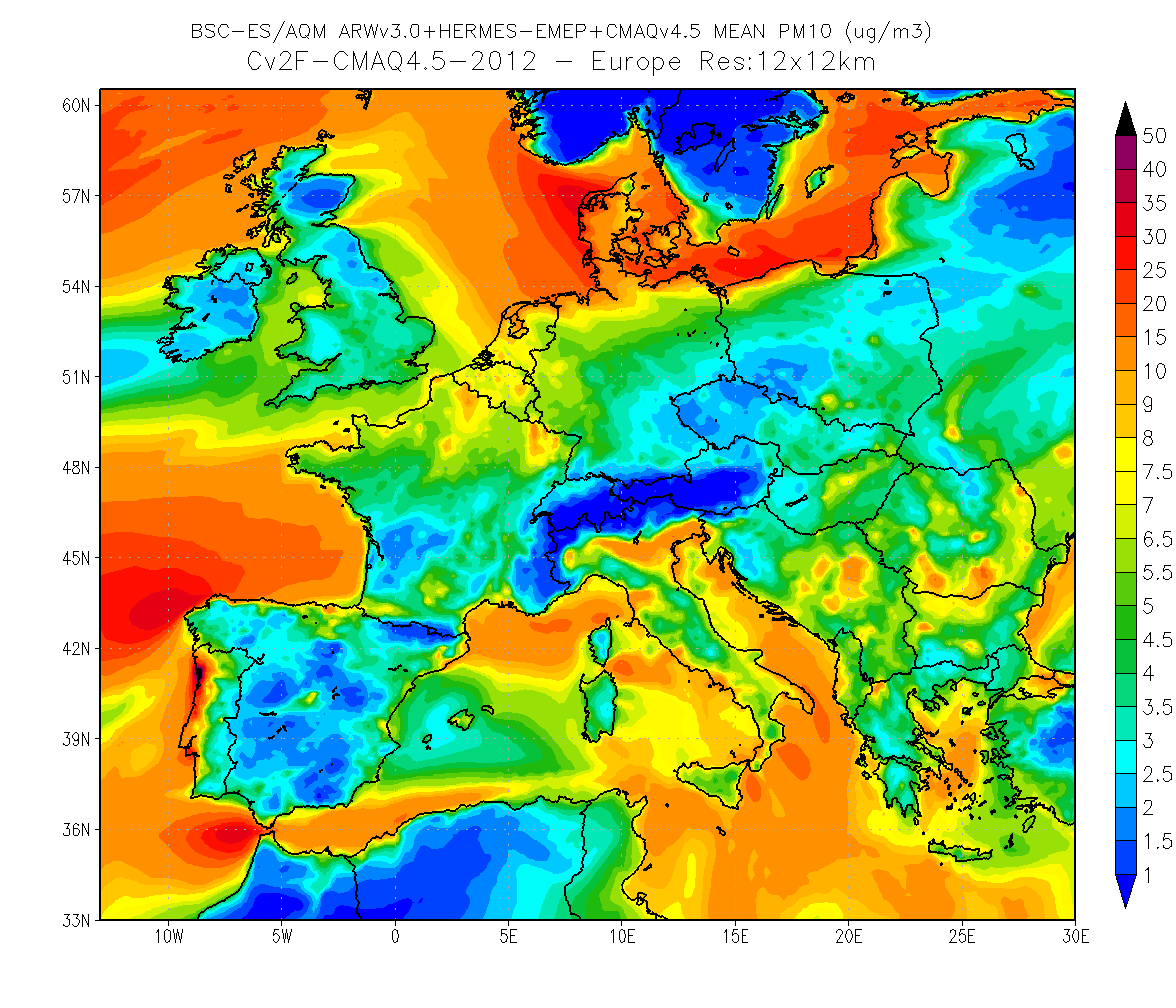 BSC-ES/AQM ARWv3.0+HERMES-EMEP+CMAQv4.5 MEAN PM10 (ug/m3)
Cv2F-CMAQ4.5-2012 - Europe Res:12x12km
60N
57N
54N
51N
48N
45N
42N
39N
36N
33N
10W 5W 0 5E 10E 15E 20E 25E 30E
50
40
35
30
25
20
15
10
9
8
7.5
7
6.5
6
5.5
5
4.5
4
3.5
3
2.5
2
1.5
1